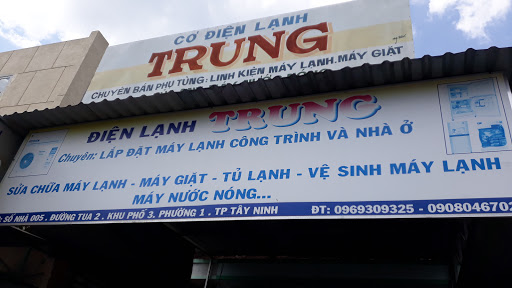 CƠ ĐIỆN LẠNH
TRUNG
CHUYÊN BÁN PHỤ TÙNG: LINH KIỆN MÁY LẠNH.MÁY GIẶT
ĐIỆN LẠNH TRUNG
Chuyên: LẮP ĐẶT MÁY LẠNH CÔNG TRÌNH VÀ NHÀ Ở
SỬA CHỮA MÁY LẠNH - MÁY GIẶT - TỦ LẠNH - VỆ SINH MÁY LẠNH
MÁY NƯỚC NÓNG...
: SỐ NHÀ 005. ĐƯỜNG TUA 2 . KHU PHỐ 3. PHƯỜNG 1 . TP TÂY NINH ĐT: 0969309325 - 0908046702